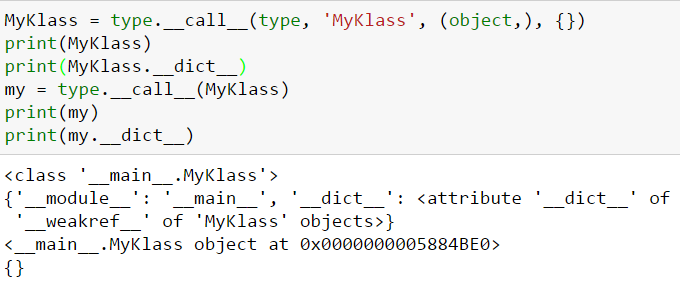 MyKlass = type.__call__(type, 'MyKlass', (object,), {})
print(MyKlass)
print(MyKlass.__dict__)
my = type.__call__(MyKlass)
print(my)
print(my.__dict__)
<class '__main__.MyKlass'>
{'__module__': '__main__', '__dict__': <attribute '__dict__' of
'__weakref__' of 'MyKlass' objects>}
<__main__.MyKlass object at 0x0000000005884BE0>
{}